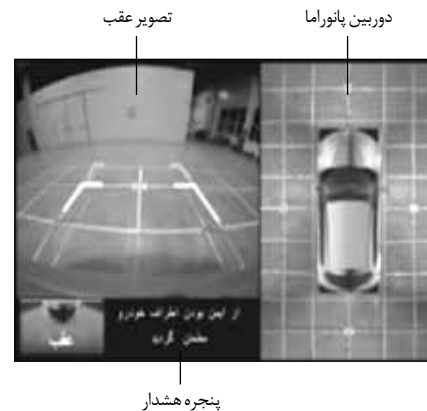 تصویر عقب
دوربین پانوراما
از ایمن بودن اطراف خودرو
مطمئن گردید
عقب
پنجره هشدار